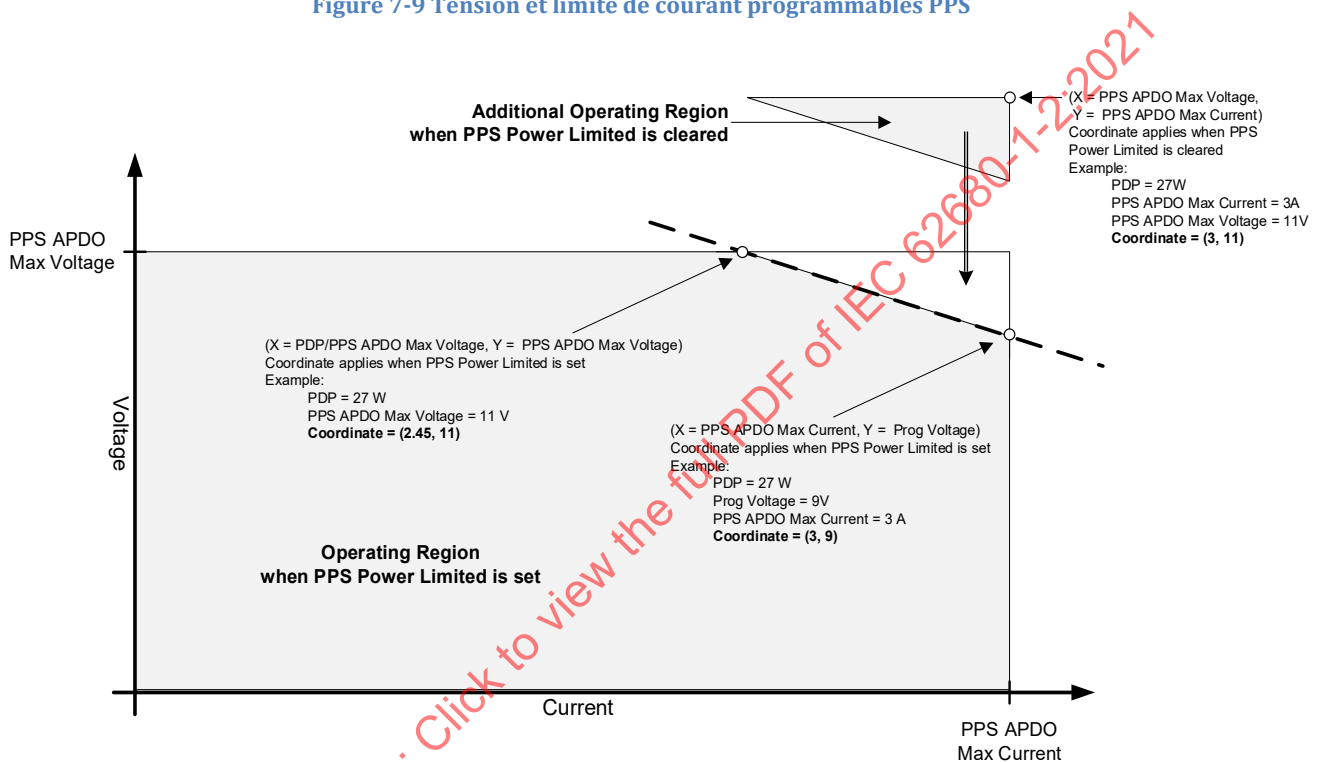 Figure 7-9 Tension et limite de courant programmables PPS
Additional Operating Region
when PPS Power Limited is cleared
(X = PPS APDO Max Voltage,
Y = PPS APDO Max Current)
Coordinate applies when PPS
Power Limited is cleared
Example:
PDP = 27W
PPS APDO Max Current = 3A
PPS APDO Max Voltage = 11V
Coordinate = (3, 11)
PPS APDO
Max Voltage
(X = PDP/PPS APDO Max Voltage, Y = PPS APDO Max Voltage)
Coordinate applies when PPS Power Limited is set
Example:
PDP = 27 W
PPS APDO Max Voltage = 11 V
Coordinate = (2.45, 11)
(X = PPS APDO Max Current, Y = Prog Voltage)
Coordinate applies when PPS Power Limited is set
Example:
PDP = 27 W
Prog Voltage = 9V
PPS APDO Max Current = 3 A
Coordinate = (3, 9)
Voltage
Operating Region
when PPS Power Limited is set
Current
PPS APDO
Max Current
: Click to view the full PDF of IEC 62680-1-2:2021